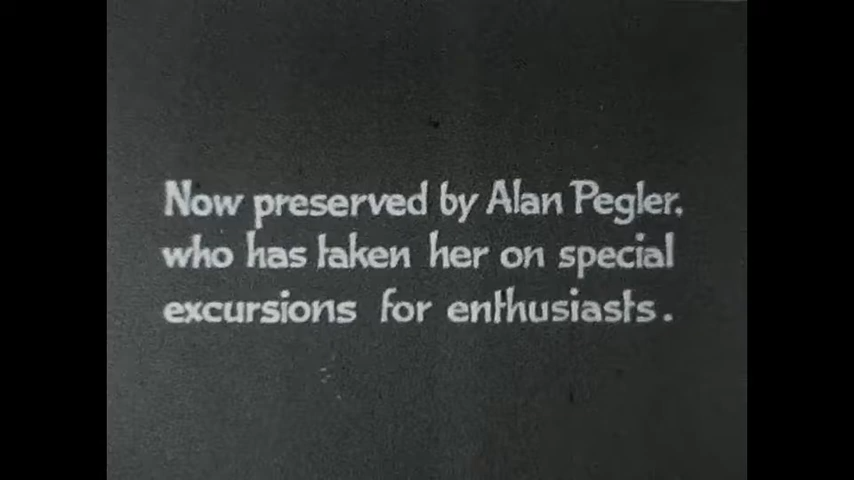 Now preserved by Alan Pegler,
who has taken her on special
excursions for enthusiasts.